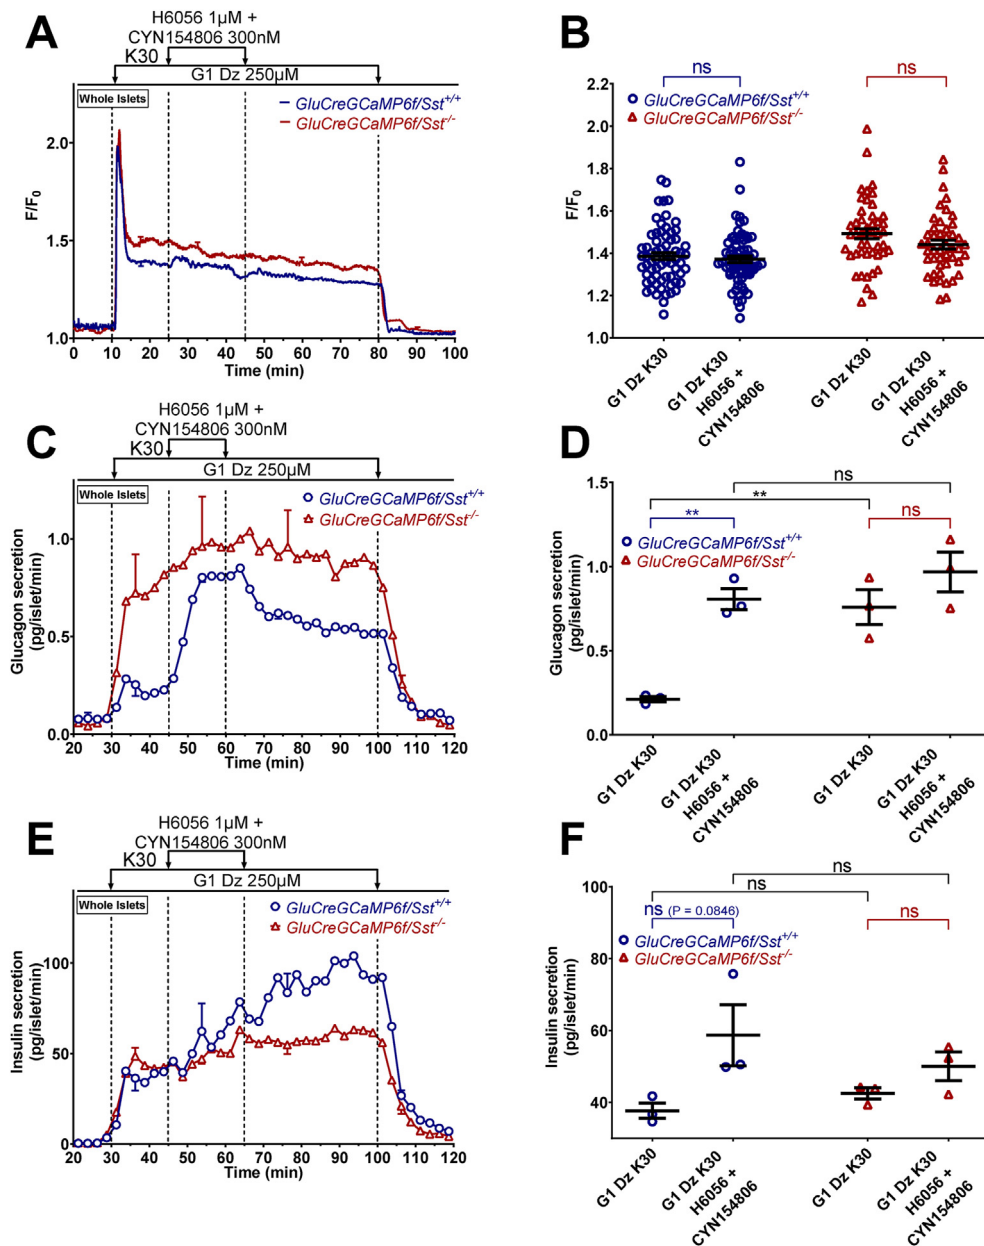 A
H6056 1µM +
CYN154806 300nM
K30
G1 Dz 250µM
Whole Islets
GluCreGCaMP6f/Sst+/+
GluCreGCaMP6f/Sst-/-
F/F0
2.0
1.5
1.0
0 10 20 30 40 50 60 70 80 90 100
Time (min)
B
ns
ns
GluCreGCaMP6f/Sst+/+
GluCreGCaMP6f/Sst-/-
F/F0
2.2
2.0
1.8
1.6
1.4
1.2
1.0
G1 Dz K30
G1 Dz K30
H6056 +
CYN154806
G1 Dz K30
G1 Dz K30
H6056 +
CYN154806
C
H6056 1µM +
CYN154806 300nM
K30
G1 Dz 250µM
Whole Islets
GluCreGCaMP6f/Sst+/+
GluCreGCaMP6f/Sst-/-
Glucagon secretion
(pg/islet/min)
1.0
0.5
0.0
20 30 40 50 60 70 80 90 100 110 120
Time (min)
D
ns
**
**
ns
GluCreGCaMP6f/Sst+/+
GluCreGCaMP6f/Sst-/-
Glucagon secretion
(pg/islet/min)
1.5
1.0
0.5
0.0
G1 Dz K30
G1 Dz K30
H6056 +
CYN154806
G1 Dz K30
G1 Dz K30
H6056 +
CYN154806
E
H6056 1µM +
CYN154806 300nM
K30
G1 Dz 250µM
Whole Islets
GluCreGCaMP6f/Sst+/+
GluCreGCaMP6f/Sst-/-
Insulin secretion
(pg/islet/min)
100
50
0
20 30 40 50 60 70 80 90 100 110 120
Time (min)
F
ns
ns
ns (P = 0.0846)
ns
GluCreGCaMP6f/Sst+/+
GluCreGCaMP6f/Sst-/-
Insulin secretion
(pg/islet/min)
100
80
60
40
G1 Dz K30
G1 Dz K30
H6056 +
CYN154806
G1 Dz K30
G1 Dz K30
H6056 +
CYN154806